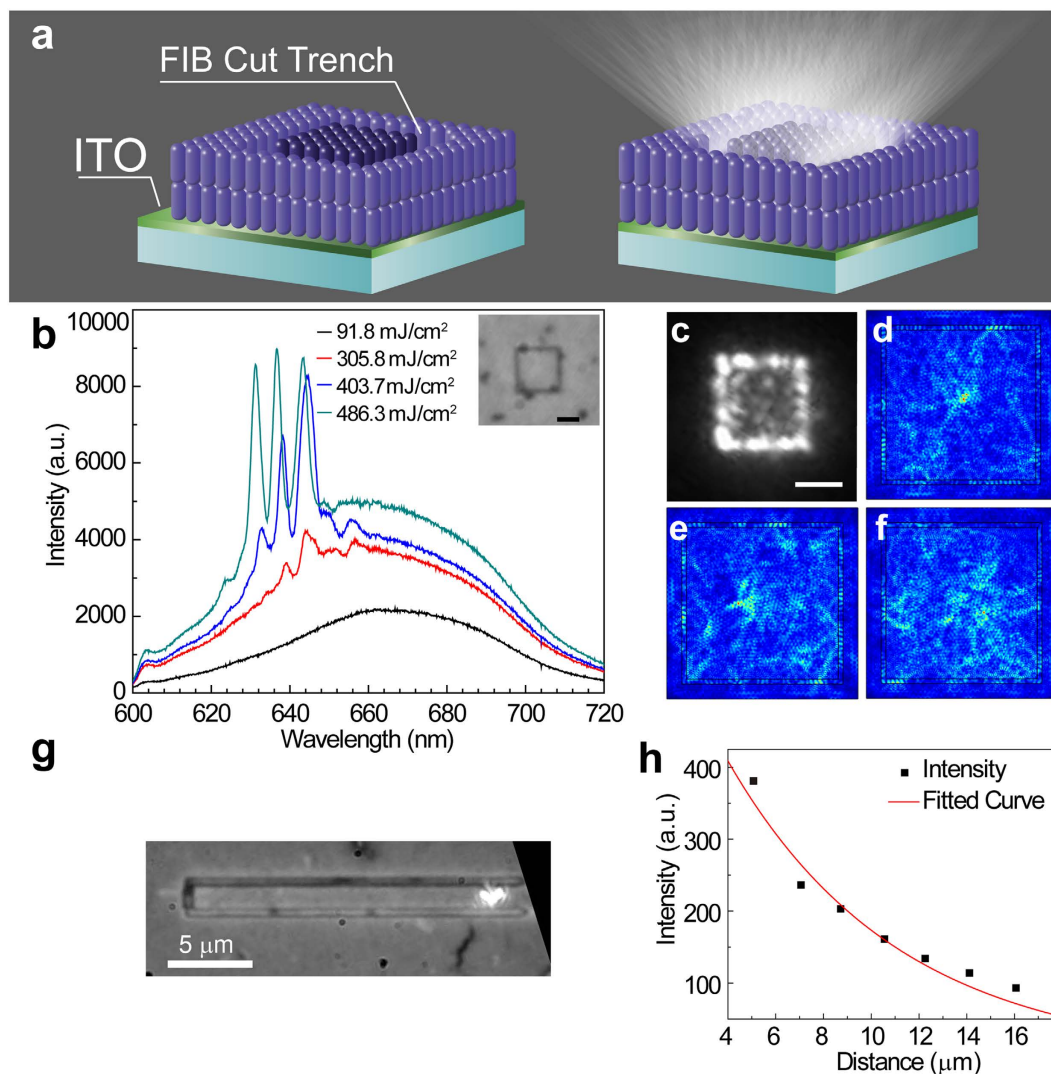 a
FIB Cut Trench
ITO
b
10000
8000
6000
4000
2000
0
Intensity (a.u.)
91.8 mJ/cm²
305.8 mJ/cm²
403.7 mJ/cm²
486.3 mJ/cm²
600 620 640 660 680 700 720
Wavelength (nm)
c
d
e
f
g
5 μm
h
400
300
200
100
Intensity (a.u.)
Intensity
Fitted Curve
4 6 8 10 12 14 16
Distance (μm)